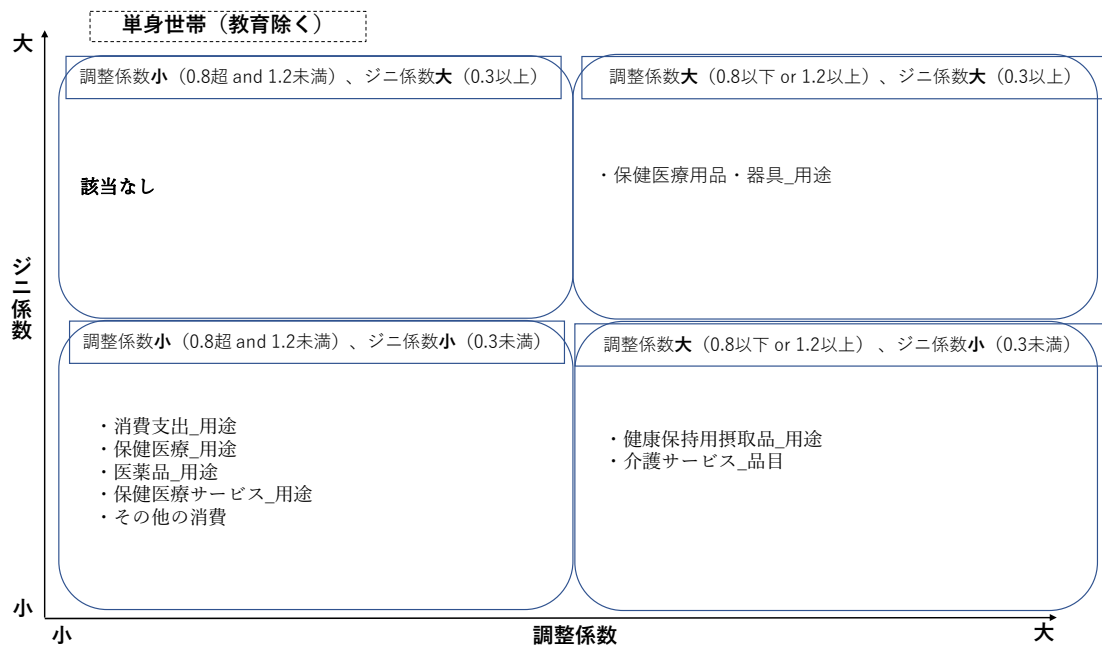 単身世帯（教育除く）
大
調整係数小（0.8超 and 1.2未満）、ジニ係数大（0.3以上）
調整係数大（0.8以下 or 1.2以上）、ジニ係数大（0.3以上）
該当なし
・保健医療用品・器具_用途
ジニ係数
調整係数小（0.8超 and 1.2未満）、ジニ係数小（0.3未満）
調整係数大（0.8以下 or 1.2以上）、ジニ係数小（0.3未満）
・消費支出_用途
・保健医療_用途
・医薬品_用途
・保健医療サービス_用途
・その他の消費
・健康保持用摂取品_用途
・介護サービス_品目
小
小
調整係数
大